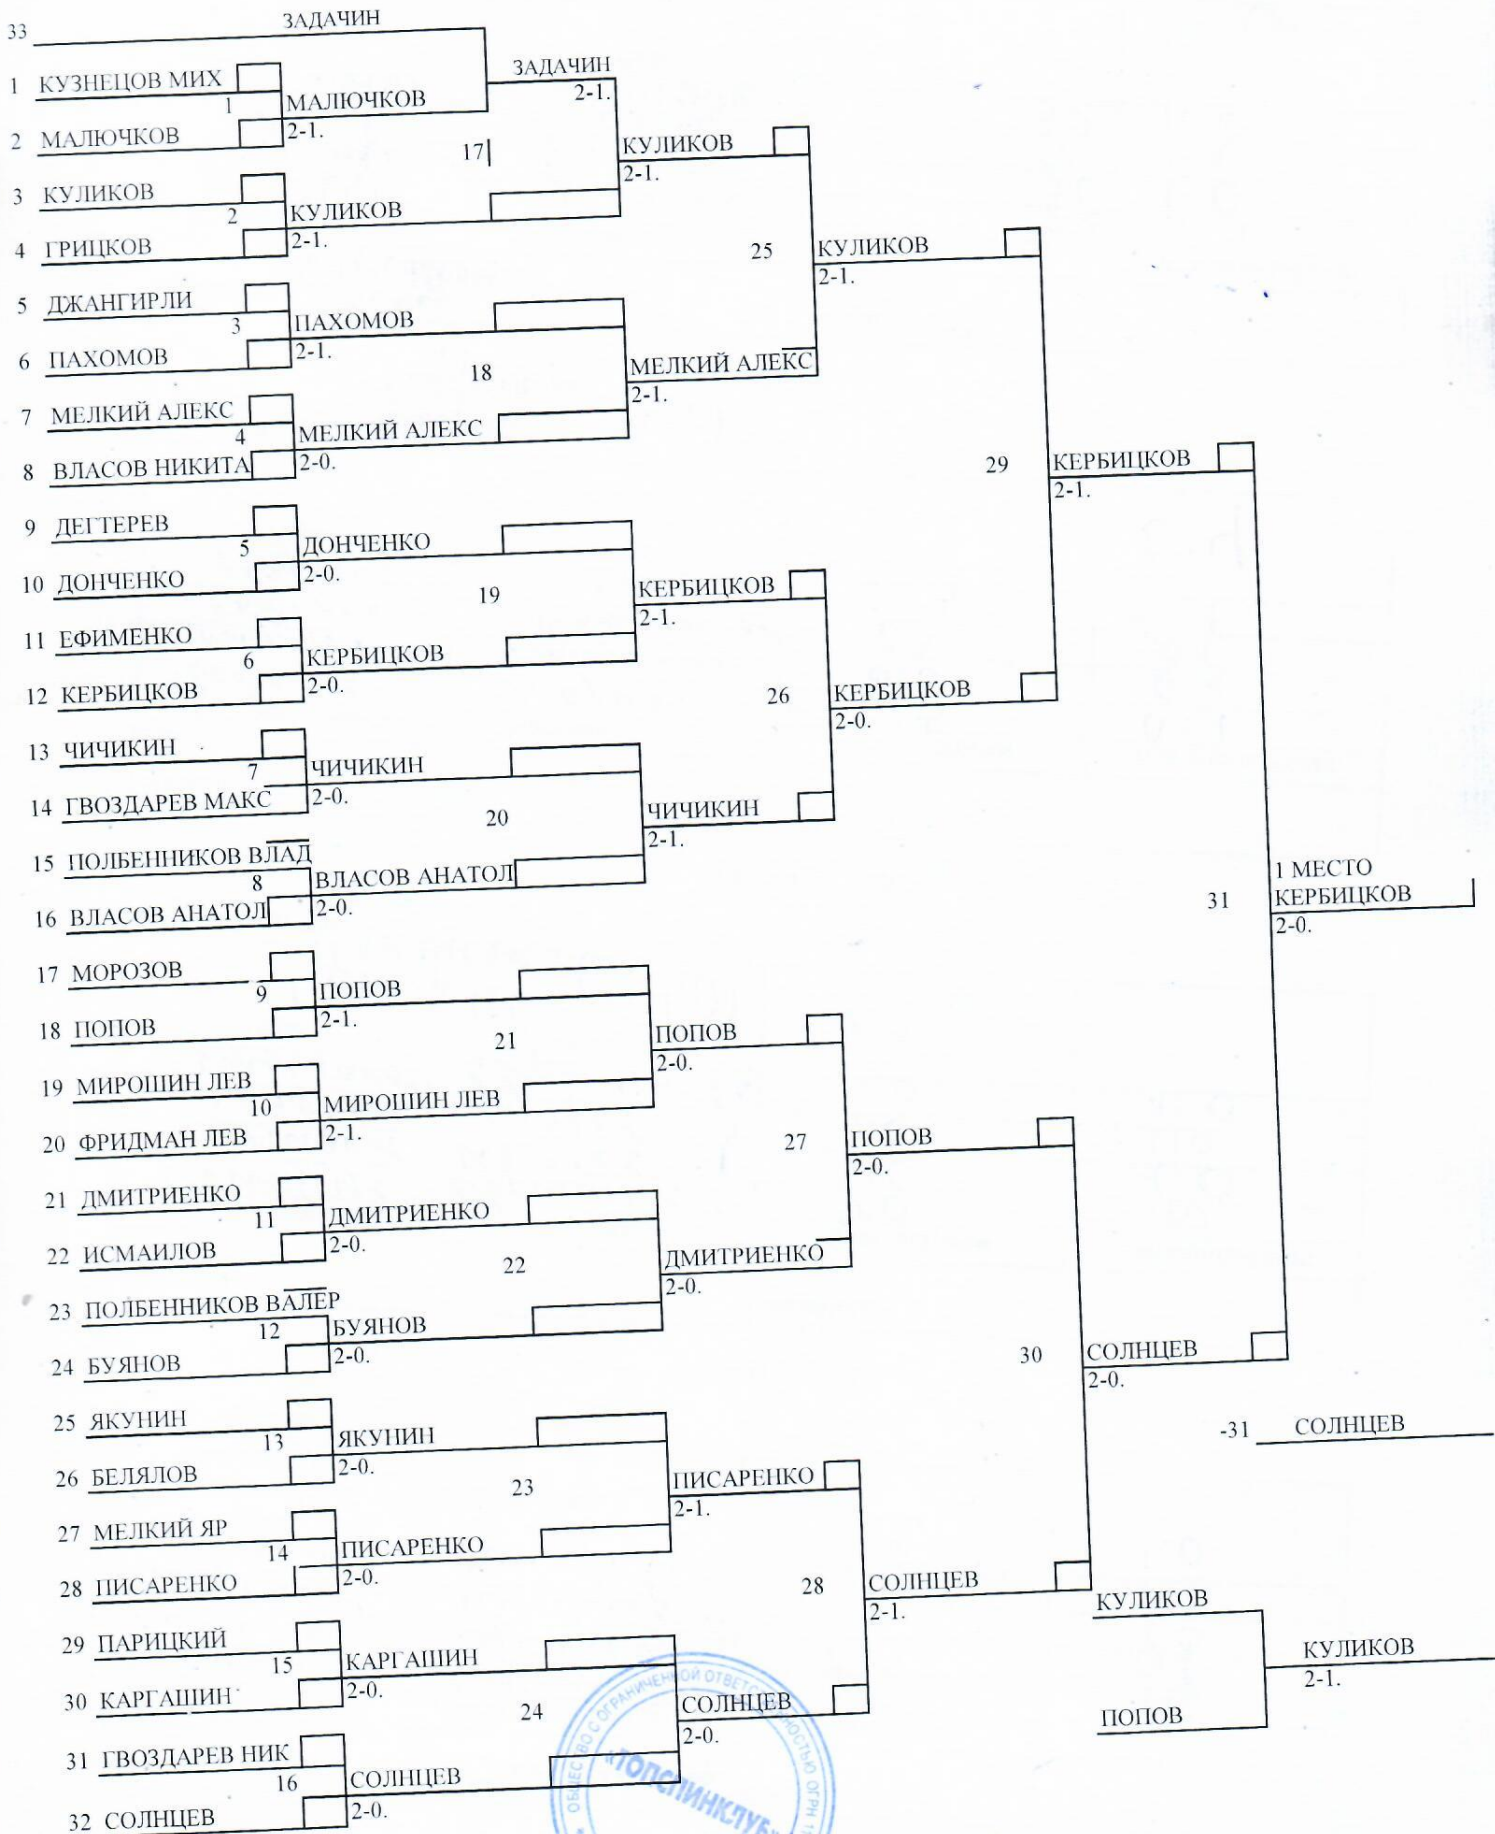 33 ЗАДАЧИН
1 КУЗНЕЦОВ МИХ
1
2 МАЛЮЧКОВ
МАЛЮЧКОВ
2-1.
ЗАДАЧИН
2-1.
17
3 КУЛИКОВ
2
4 ГРИЦКОВ
КУЛИКОВ
2-1.
КУЛИКОВ
2-1.
5 ДЖАНГИРЛИ
3
6 ПАХОМОВ
ПАХОМОВ
2-1.
18
7 МЕЛКИЙ АЛЕКС
4
8 ВЛАСОВ НИКИТА
МЕЛКИЙ АЛЕКС
2-0.
МЕЛКИЙ АЛЕКС
2-1.
25
КУЛИКОВ
2-1.
9 ДЕГТЕРЕВ
5
10 ДОНЧЕНКО
ДОНЧЕНКО
2-0.
19
11 ЕФИМЕНКО
6
12 КЕРБИЦКОВ
КЕРБИЦКОВ
2-0.
КЕРБИЦКОВ
2-1.
13 ЧИЧИКИН
7
14 ГВОЗДАРЕВ МАКС
ЧИЧИКИН
2-0.
20
15 ПОЛБЕННИКОВ ВЛАД
8
16 ВЛАСОВ АНАТОЛ
ВЛАСОВ АНАТОЛ
2-0.
ЧИЧИКИН
2-1.
26
КЕРБИЦКОВ
2-0.
29
КЕРБИЦКОВ
2-1.
17 МОРОЗОВ
9
18 ПОПОВ
ПОПОВ
2-1.
21
19 МИРОШИН ЛЕВ
10
20 ФРИДМАН ЛЕВ
МИРОШИН ЛЕВ
2-1.
ПОПОВ
2-0.
21 ДМИТРИЕНКО
11
22 ИСМАИЛОВ
ДМИТРИЕНКО
2-0.
22
23 ПОЛБЕННИКОВ ВАЛЕР
12
24 БУЯНОВ
БУЯНОВ
2-0.
ДМИТРИЕНКО
2-0.
27
ПОПОВ
2-0.
25 ЯКУНИН
13
26 БЕЛЯЛОВ
ЯКУНИН
2-0.
23
27 МЕЛКИЙ ЯР
14
28 ПИСАРЕНКО
ПИСАРЕНКО
2-0.
ПИСАРЕНКО
2-1.
29 ПАРИЦКИЙ
15
30 КАРГАШИН
КАРГАШИН
2-0.
24
31 ГВОЗДАРЕВ НИК
16
32 СОЛНЦЕВ
СОЛНЦЕВ
2-0.
СОЛНЦЕВ
2-0.
28
СОЛНЦЕВ
2-1.
30
СОЛНЦЕВ
2-0.
31
1 МЕСТО
КЕРБИЦКОВ
2-0.
-31 СОЛНЦЕВ
КУЛИКОВ
ПОПОВ
КУЛИКОВ
2-1.
ОБЩЕСТВО С ОГРАНИЧЕННОЙ ОТВЕТСТВЕННОСТЬЮ ОГРН
«ТОПСПИНКЛУБ»